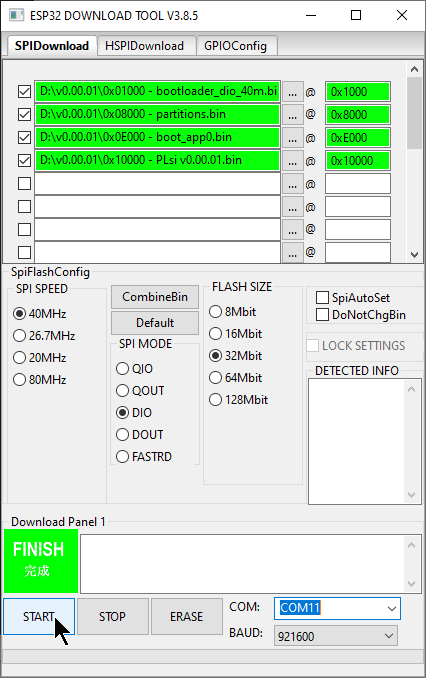 ESP32 DOWNLOAD TOOL V3.8.5
SPIDownload HSPIDownload GPIOConfig
D:\v0.00.01\0x01000 - bootloader_dio_40m.bi ... @ 0x1000
D:\v0.00.01\0x08000 - partitions.bin ... @ 0x8000
D:\v0.00.01\0x0E000 - boot_app0.bin ... @ 0xE000
D:\v0.00.01\0x10000 - PLsi v0.00.01.bin ... @ 0x10000
... @
... @
... @
... @
SpiFlashConfig
SPI SPEED
40MHz
26.7MHz
20MHz
80MHz
CombineBin
Default
SPI MODE
QIO
QOUT
DIO
DOUT
FASTRD
FLASH SIZE
8Mbit
16Mbit
32Mbit
64Mbit
128Mbit
SpiAutoSet
DoNotChgBin
LOCK SETTINGS
DETECTED INFO
Download Panel 1
FINISH
完成
START STOP ERASE
COM: COM11
BAUD: 921600